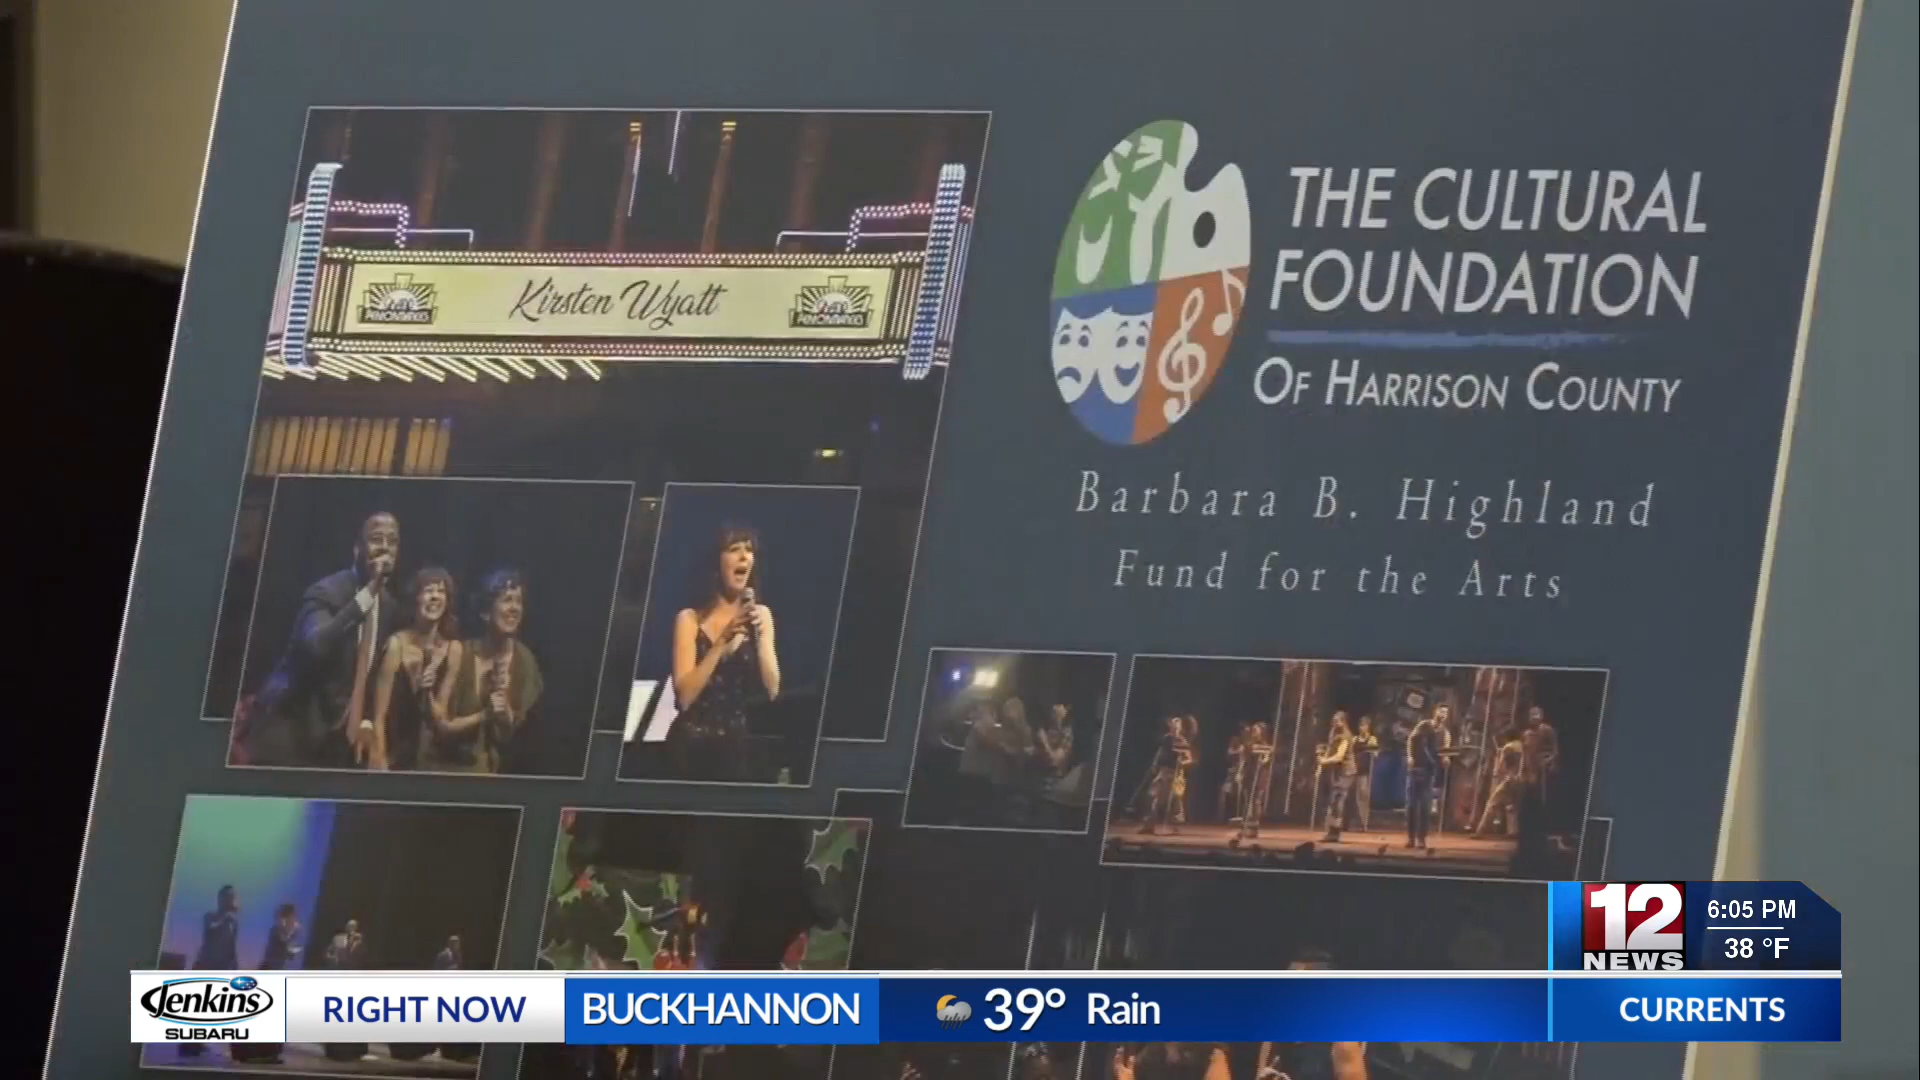 Kirsten Wyatt
THE CULTURAL
FOUNDATION
OF HARRISON COUNTY
Barbara B. Highland
Fund for the Arts
12
NEWS
6:05 PM
38 °F
Jenkins
SUBARU
RIGHT NOW
BUCKHANNON
39° Rain
CURRENTS